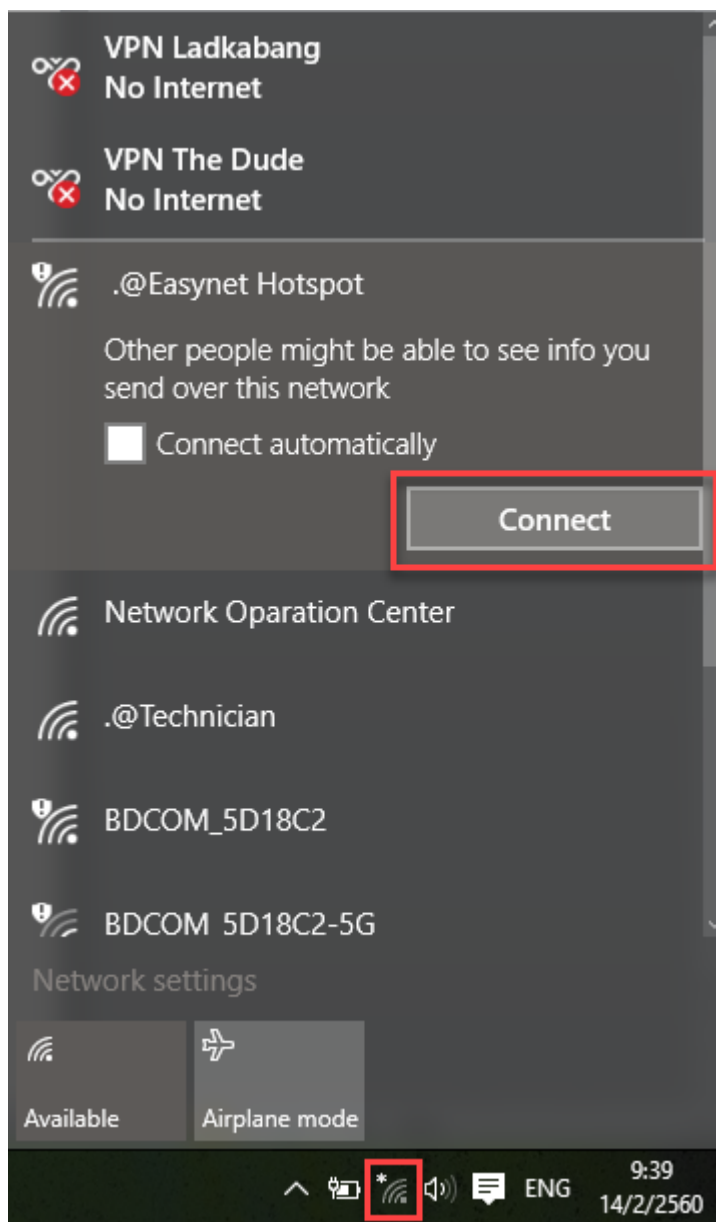 VPN Ladkabang
No Internet
VPN The Dude
No Internet
.@Easynet Hotspot
Other people might be able to see info you
send over this network
Connect automatically
Connect
Network Oparation Center
.@Technician
BDCOM_5D18C2
BDCOM_5D18C2-5G
Network settings
Available
Airplane mode
ENG
9:39
14/2/2560